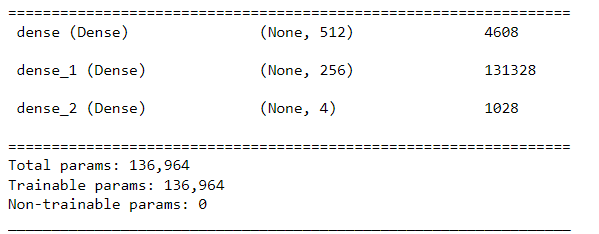 =================================================================
dense (Dense) (None, 512) 4608
dense_1 (Dense) (None, 256) 131328
dense_2 (Dense) (None, 4) 1028
=================================================================
Total params: 136,964
Trainable params: 136,964
Non-trainable params: 0
_________________________________________________________________